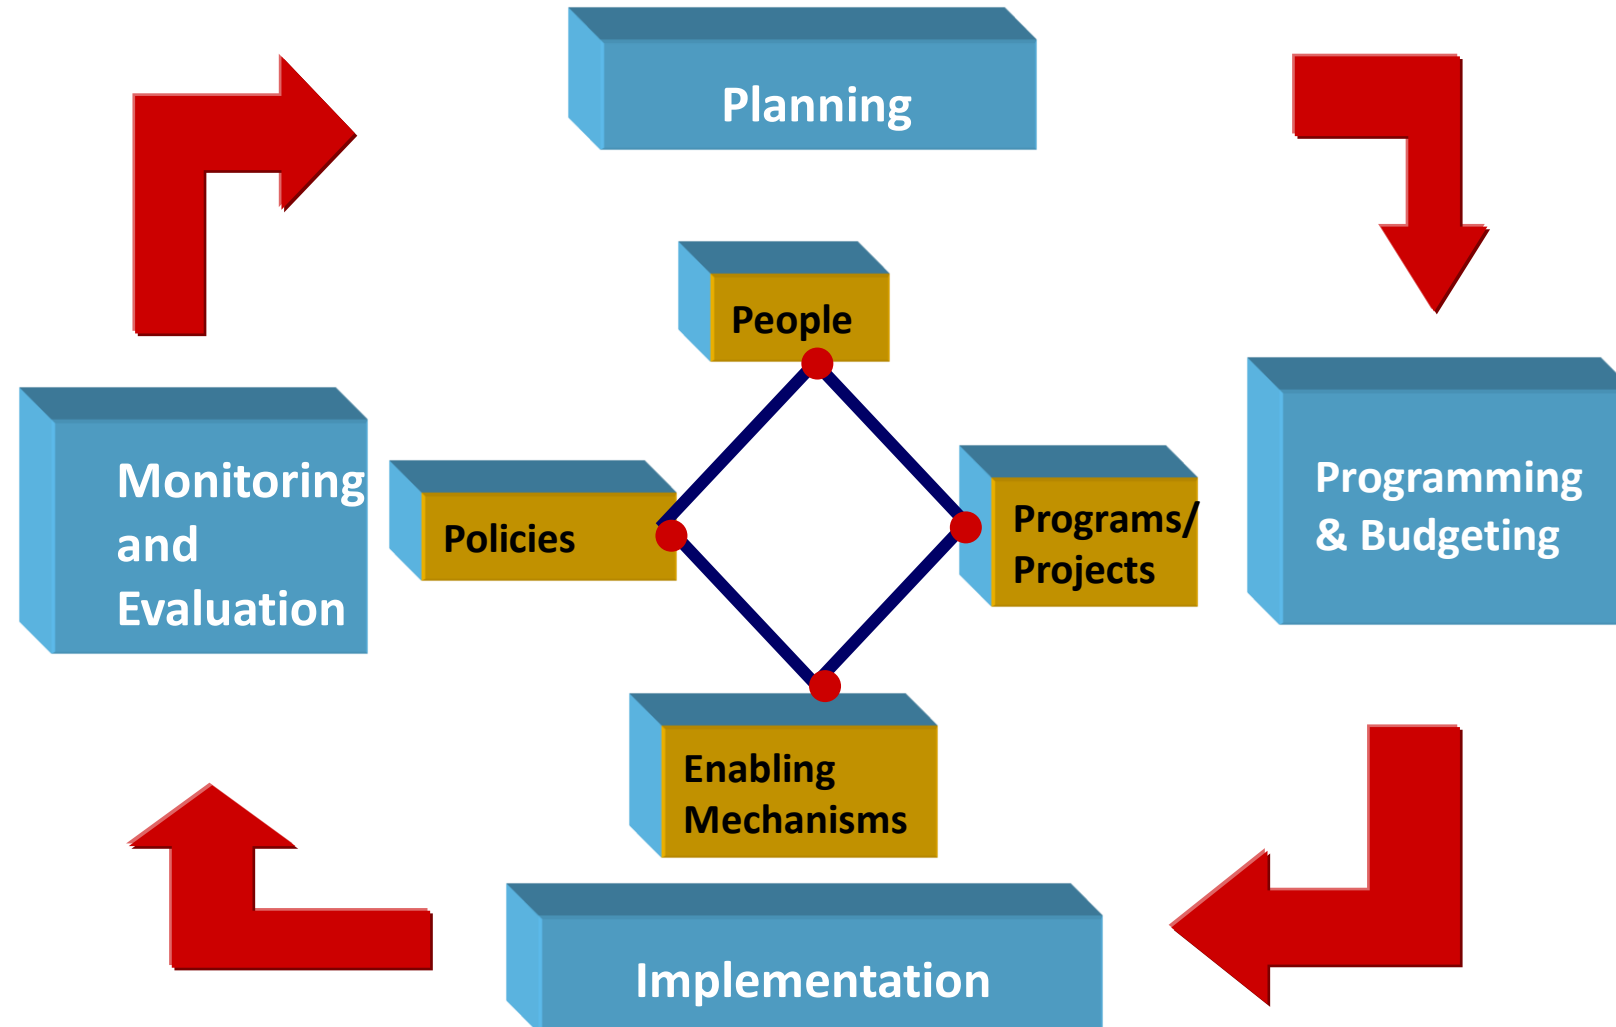 Planning
People
Monitoring
and
Evaluation
Policies
Programs/
Projects
Programming
& Budgeting
Enabling
Mechanisms
Implementation